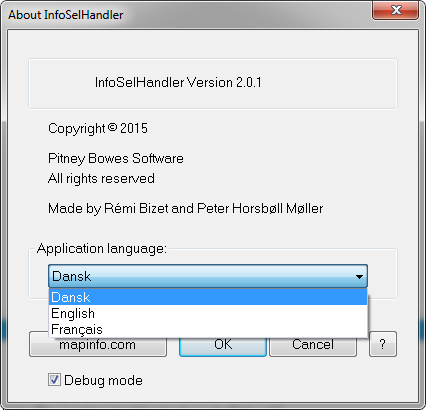 About InfoSelHandler
InfoSelHandler Version 2.0.1
Copyright © 2015
Pitney Bowes Software
All rights reserved
Made by Rémi Bizet and Peter Horsbøll Møller
Application language:
Dansk
Dansk
English
Français
mapinfo.com OK Cancel ?
Debug mode